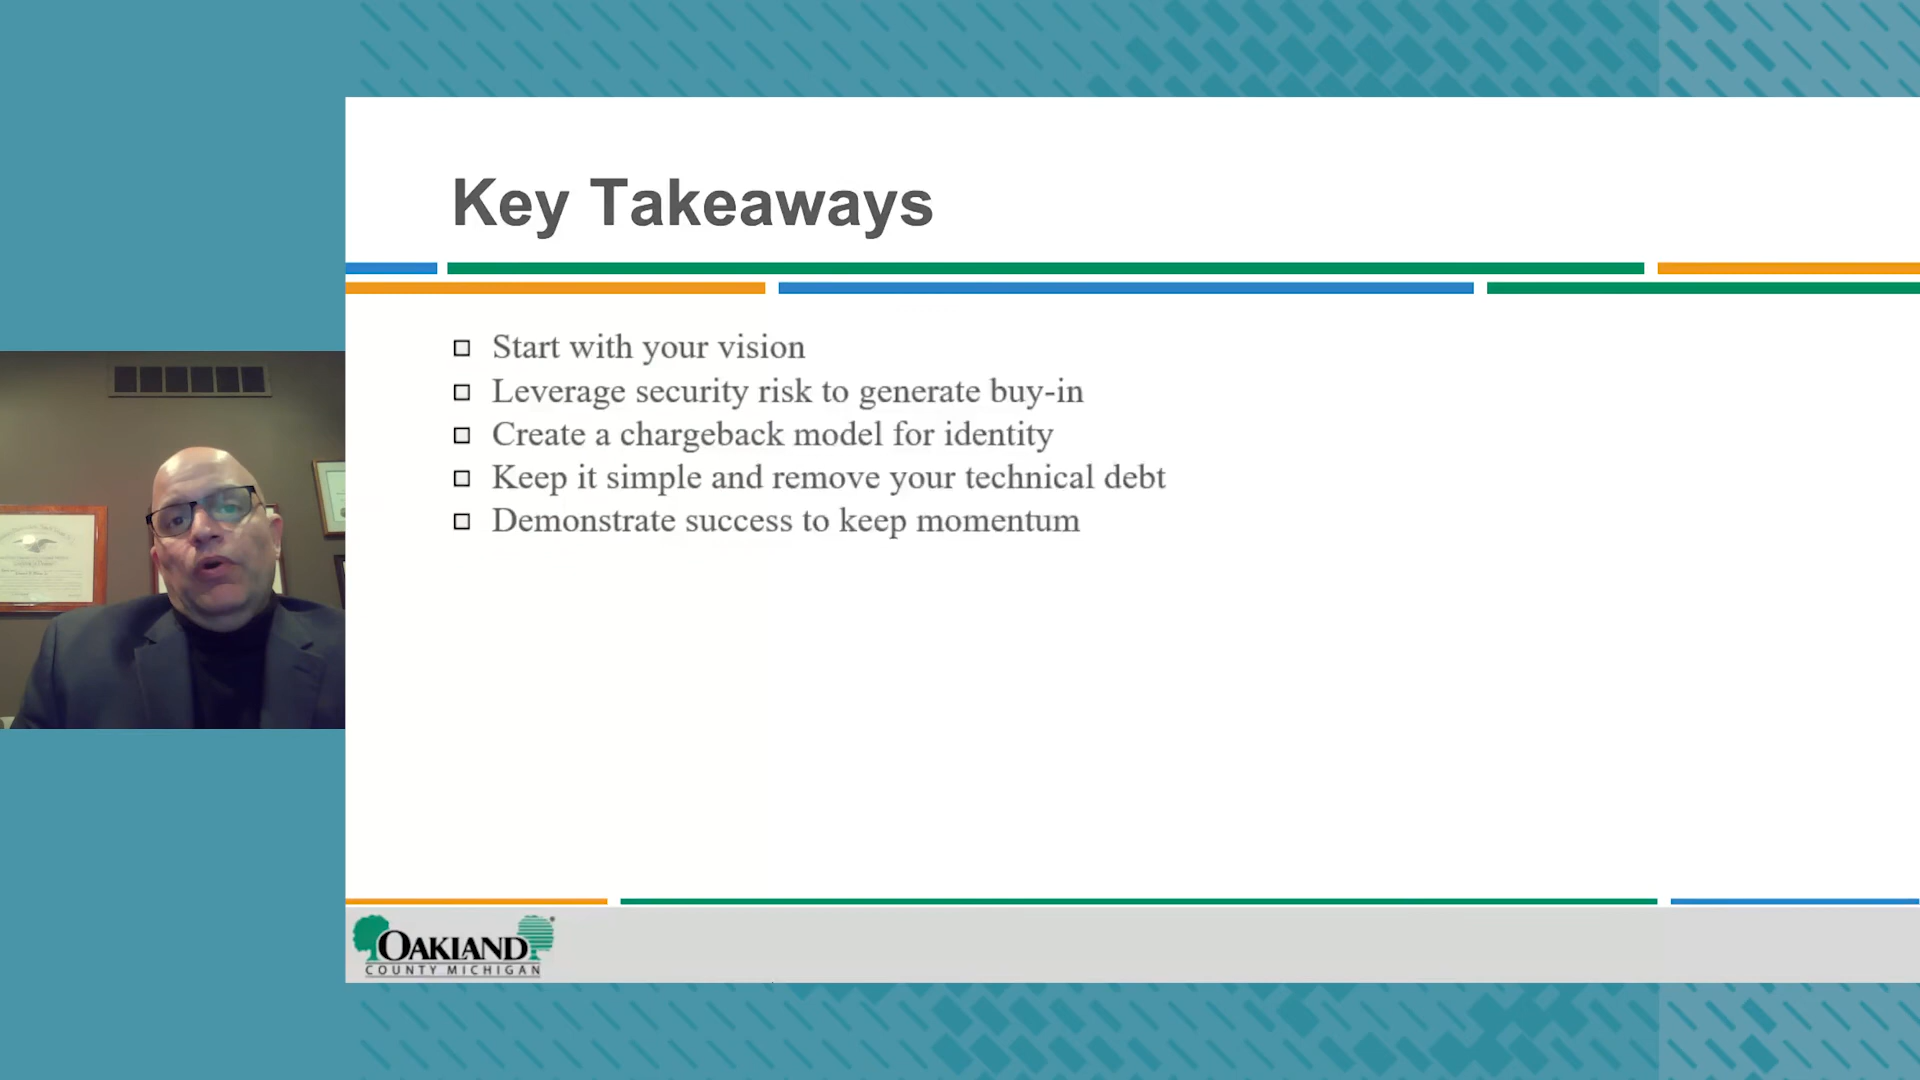 Key Takeaways
Start with your vision
Leverage security risk to generate buy-in
Create a chargeback model for identity
Keep it simple and remove your technical debt
Demonstrate success to keep momentum
OAKLAND
COUNTY MICHIGAN